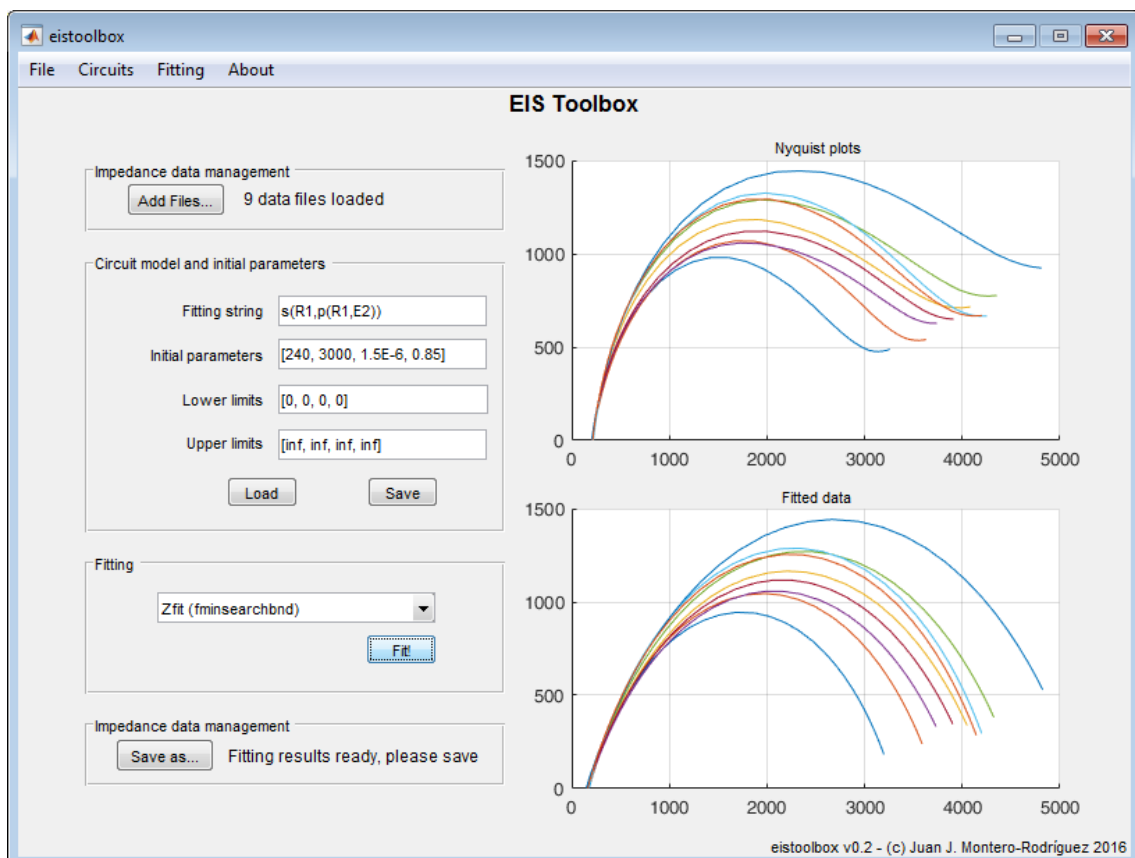 eistoolbox
File Circuits Fitting About
EIS Toolbox
Impedance data management
Add Files... 9 data files loaded
Circuit model and initial parameters
Fitting string s(R1,p(R1,E2))
Initial parameters [240, 3000, 1.5E-6, 0.85]
Lower limits [0, 0, 0, 0]
Upper limits [inf, inf, inf, inf]
Load Save
Fitting
Zfit (fminsearchbnd)
Fit!
Impedance data management
Save as... Fitting results ready, please save
Nyquist plots
1500
1000
500
0
0 1000 2000 3000 4000 5000
Fitted data
1500
1000
500
0
0 1000 2000 3000 4000 5000
eistoolbox v0.2 - (c) Juan J. Montero-Rodríguez 2016